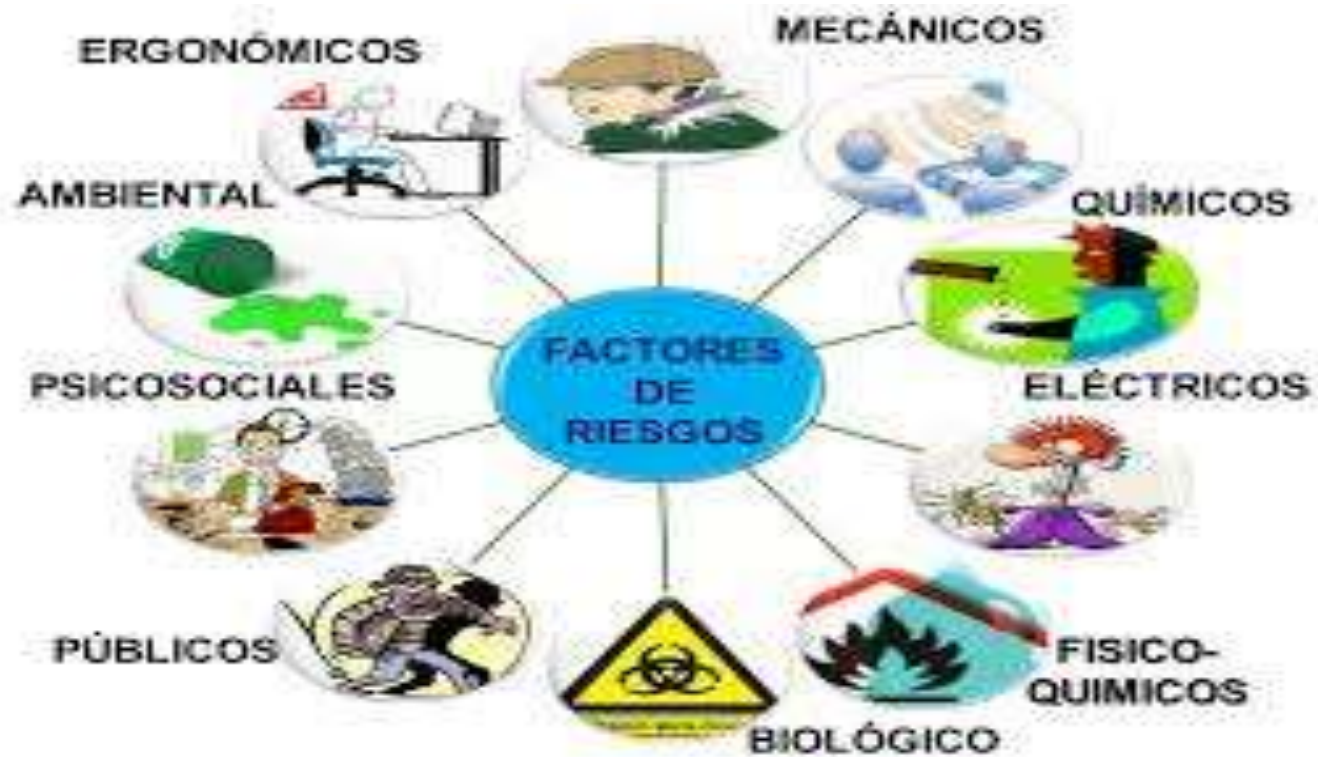 MECÁNICOS
ERGONÓMICOS
AMBIENTAL
QUÍMICOS
FACTORES
DE
RIESGOS
PSICOSOCIALES
ELÉCTRICOS
PÚBLICOS
FISICO-
QUIMICOS
BIOLÓGICO